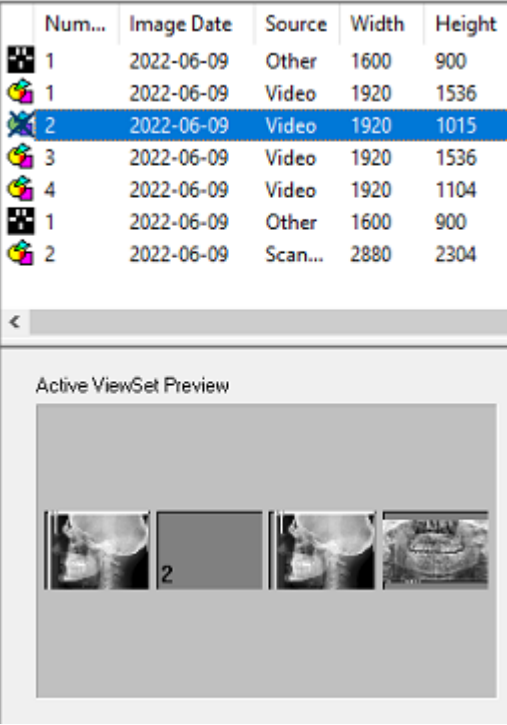 Num... Image Date Source Width Height
1 2022-06-09 Other 1600 900
1 2022-06-09 Video 1920 1536
2 2022-06-09 Video 1920 1015
3 2022-06-09 Video 1920 1536
4 2022-06-09 Video 1920 1104
1 2022-06-09 Other 1600 900
2 2022-06-09 Scan... 2880 2304
Active ViewSet Preview
2